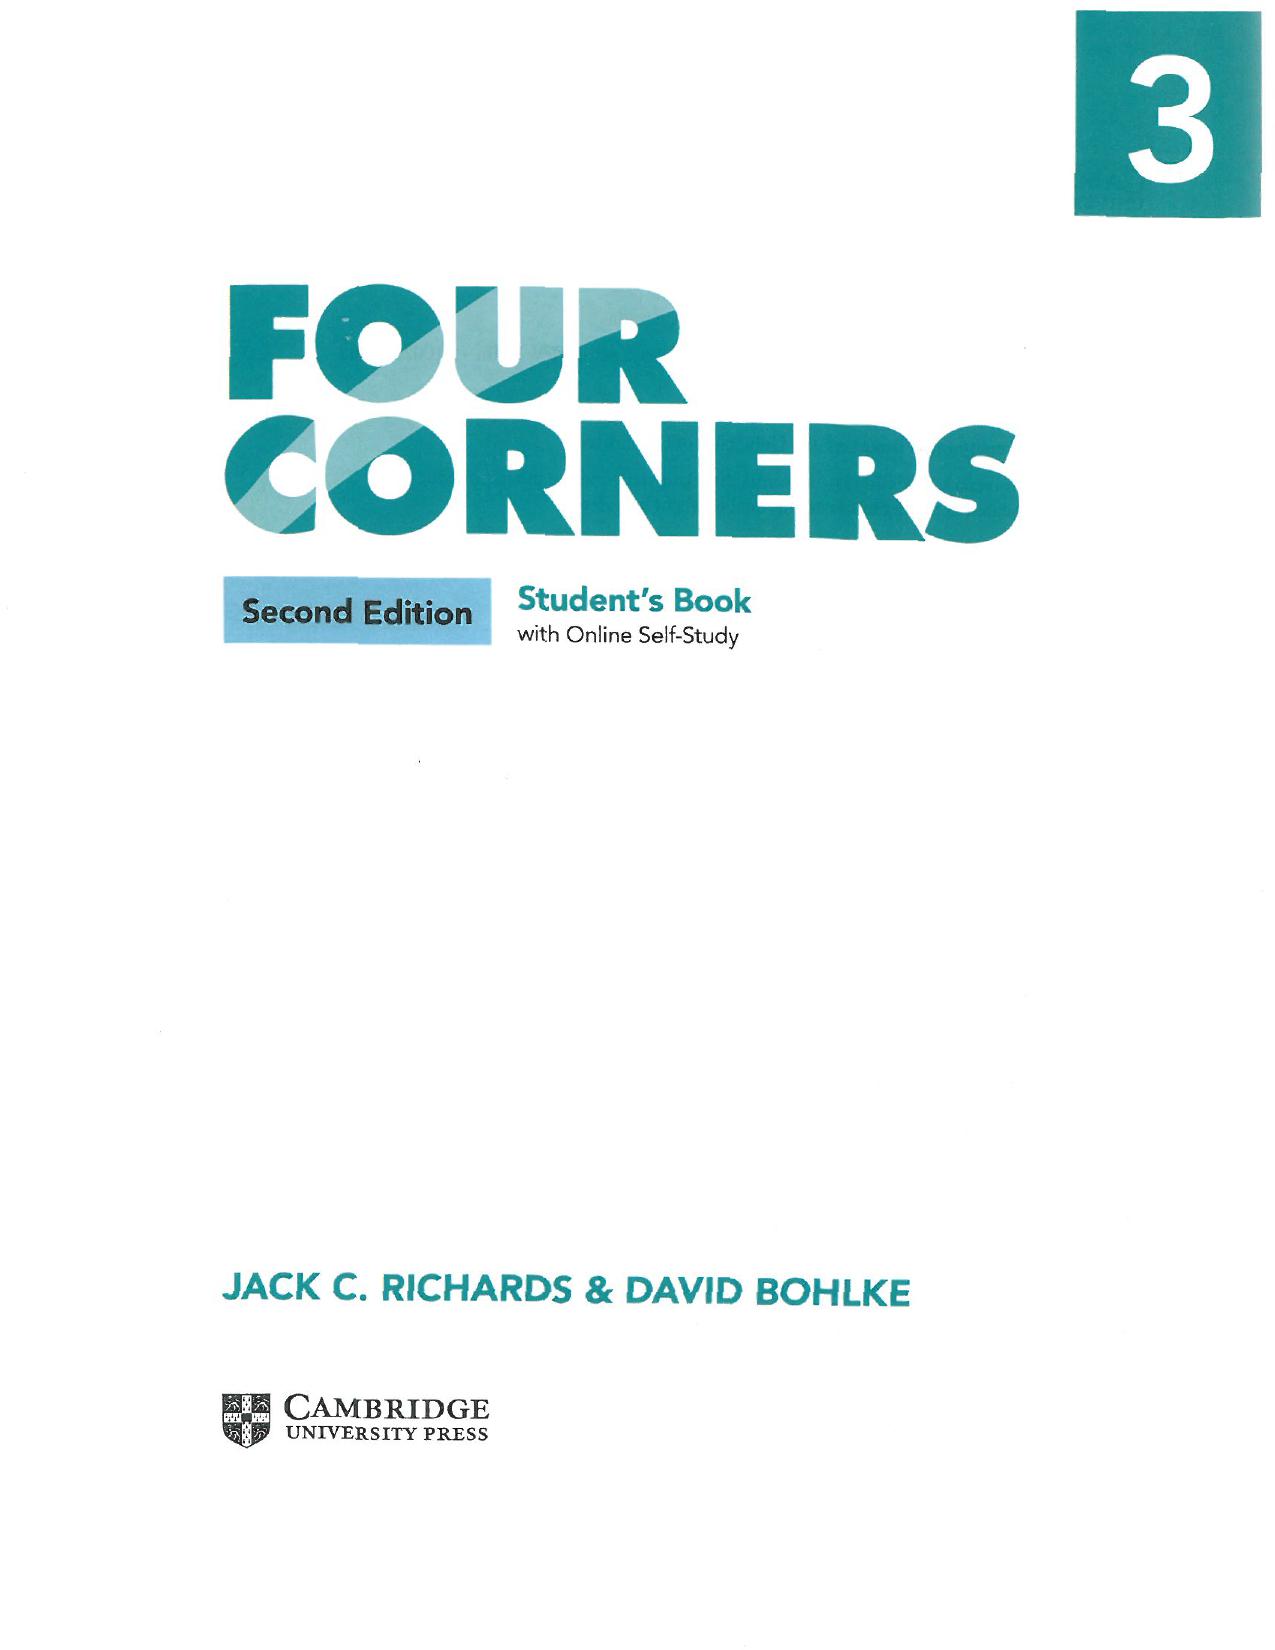 3
FOUR
CORNERS
Second Edition
Student's Book
with Online Self-Study
JACK C. RICHARDS & DAVID BOHLKE
CAMBRIDGE
UNIVERSITY PRESS